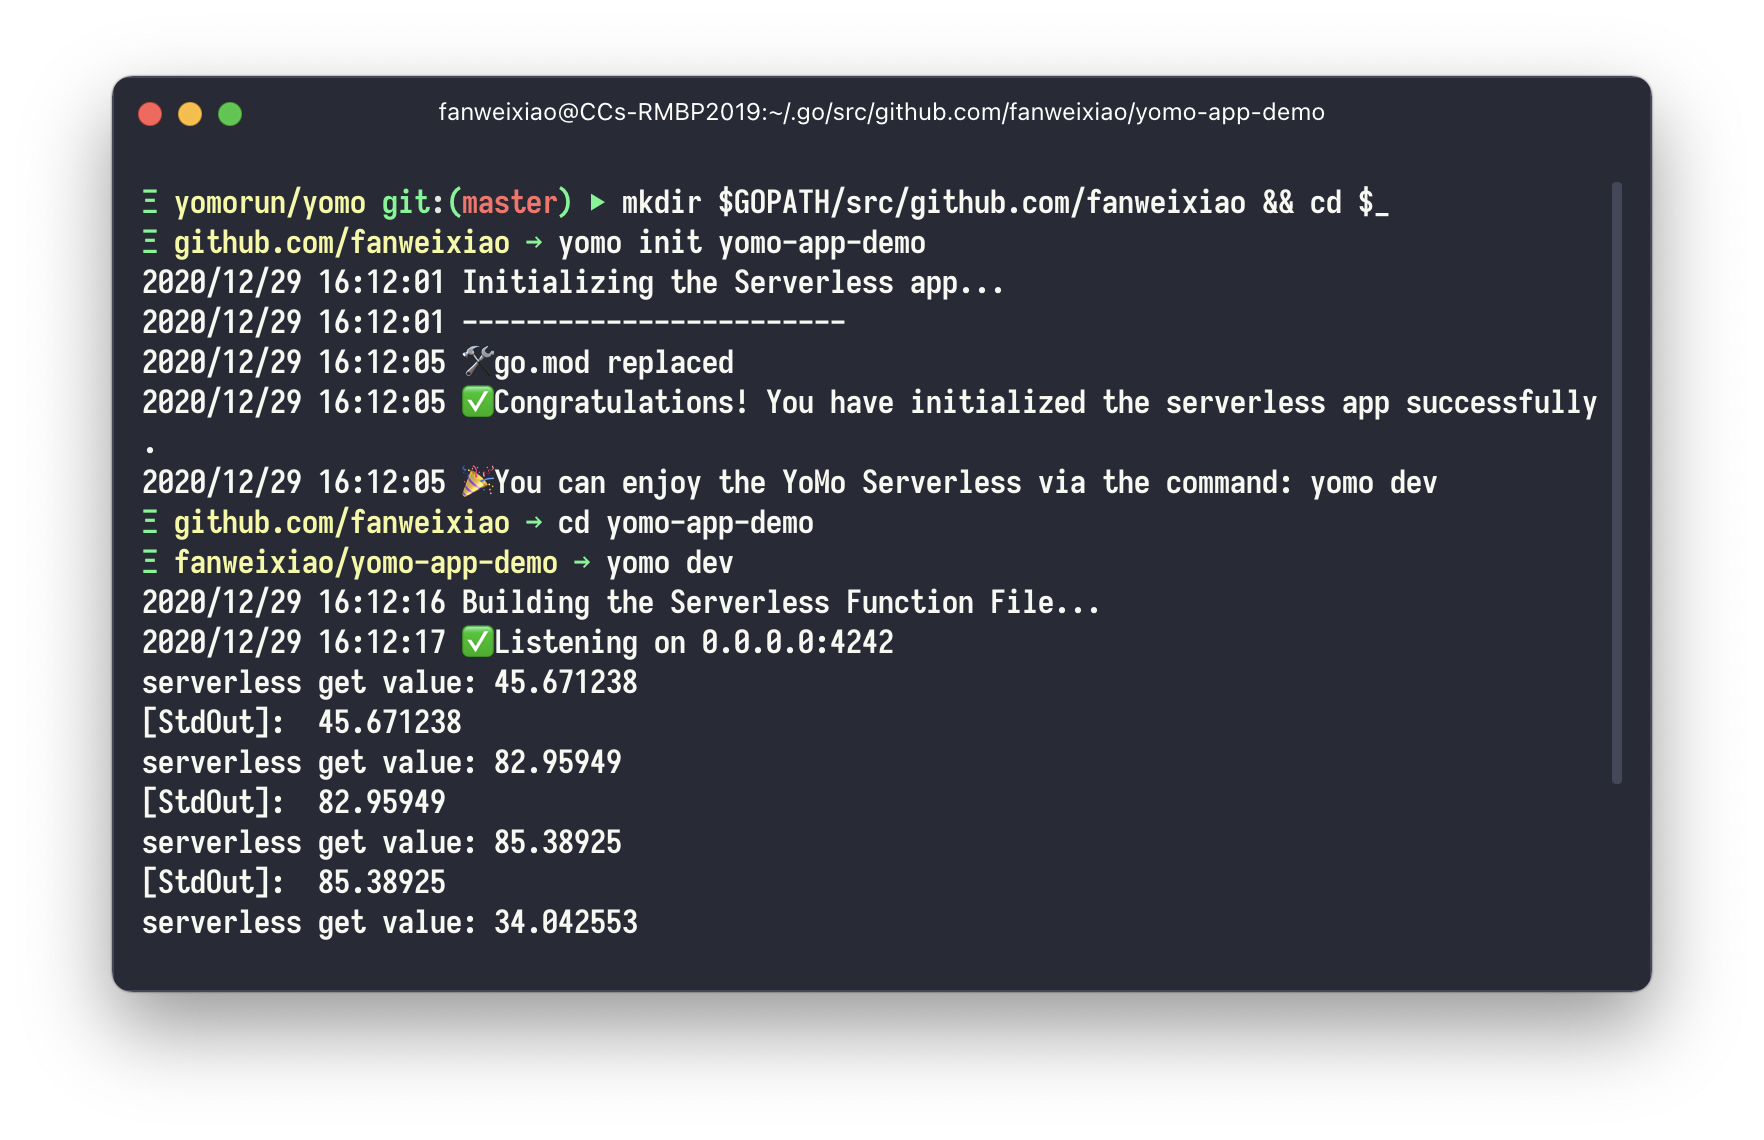 fanweixiao@CCs-RMBP2019:~/.go/src/github.com/fanweixiao/yomo-app-demo
Ξ yomorun/yomo git:(master) ▶ mkdir $GOPATH/src/github.com/fanweixiao && cd $_
Ξ github.com/fanweixiao → yomo init yomo-app-demo
2020/12/29 16:12:01 Initializing the Serverless app...
2020/12/29 16:12:01 ------------------------
2020/12/29 16:12:05 🛠go.mod replaced
2020/12/29 16:12:05 ✅Congratulations! You have initialized the serverless app successfully
.
2020/12/29 16:12:05 🎉You can enjoy the YoMo Serverless via the command: yomo dev
Ξ github.com/fanweixiao → cd yomo-app-demo
Ξ fanweixiao/yomo-app-demo → yomo dev
2020/12/29 16:12:16 Building the Serverless Function File...
2020/12/29 16:12:17 ✅Listening on 0.0.0.0:4242
serverless get value: 45.671238
[StdOut]:  45.671238
serverless get value: 82.95949
[StdOut]:  82.95949
serverless get value: 85.38925
[StdOut]:  85.38925
serverless get value: 34.042553